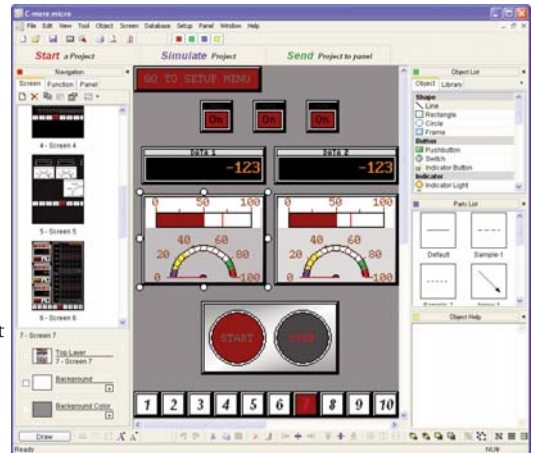 C-more micro
File Edit View Tool Object Screen Database Setup Panel Window Help
Start a Project
Simulate Project
Send Project to panel
Navigation
Screen Function Panel
4 - Screen 4
5 - Screen 5
6 - Screen 6
7 - Screen 7
Top Layer
7 - Screen 7
Background
Background Color
Draw
Ready
GO TO SETUP MENU
On On On
DATA 1 DATA 2
-123 -123
0 50 100 0 50 100
40 60 40 60
20 80 20 80
0 100 0 100
START STOP
1 2 3 4 5 6 7 8 9 10
Object List
Object Library
Shape
Line
Rectangle
Circle
Frame
Button
Pushbutton
Switch
Indicator Button
Indicator
Indicator Light
Parts List
Default Sample-1
Object Help
NUM
t